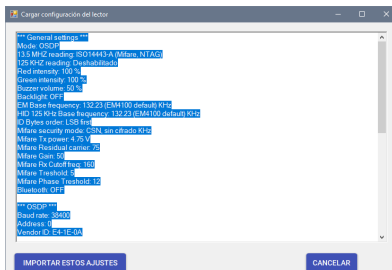 Cargar configuración del lector
*** General settings ***
Mode: OSDP
13.5 MHZ reading: ISO14443-A (Mifare, NTAG)
125 KHZ reading: Deshabilitado
Red intensity: 100 %
Green intensity: 100 %
Buzzer volume: 50 %
Backlight: OFF
EM Base frequency: 132.23 (EM4100 default) KHz
HID 125 KHz Base frequency: 132.23 (EM4100 default) KHz
ID Bytes order: LSB first
Mifare security mode: CSN, sin cifrado KHz
Mifare Tx power: 4.75 V
Mifare Residual carrier: 75
Mifare Gain: 50
Mifare Rx Cutoff freq: 160
Mifare Treshold: 5
Mifare Phase Treshold: 12
Bluetooth: OFF
*** OSDP ***
Baud rate: 38400
Address: 0
Vendor ID: E4-1E-0A
IMPORTAR ESTOS AJUSTES
CANCELAR